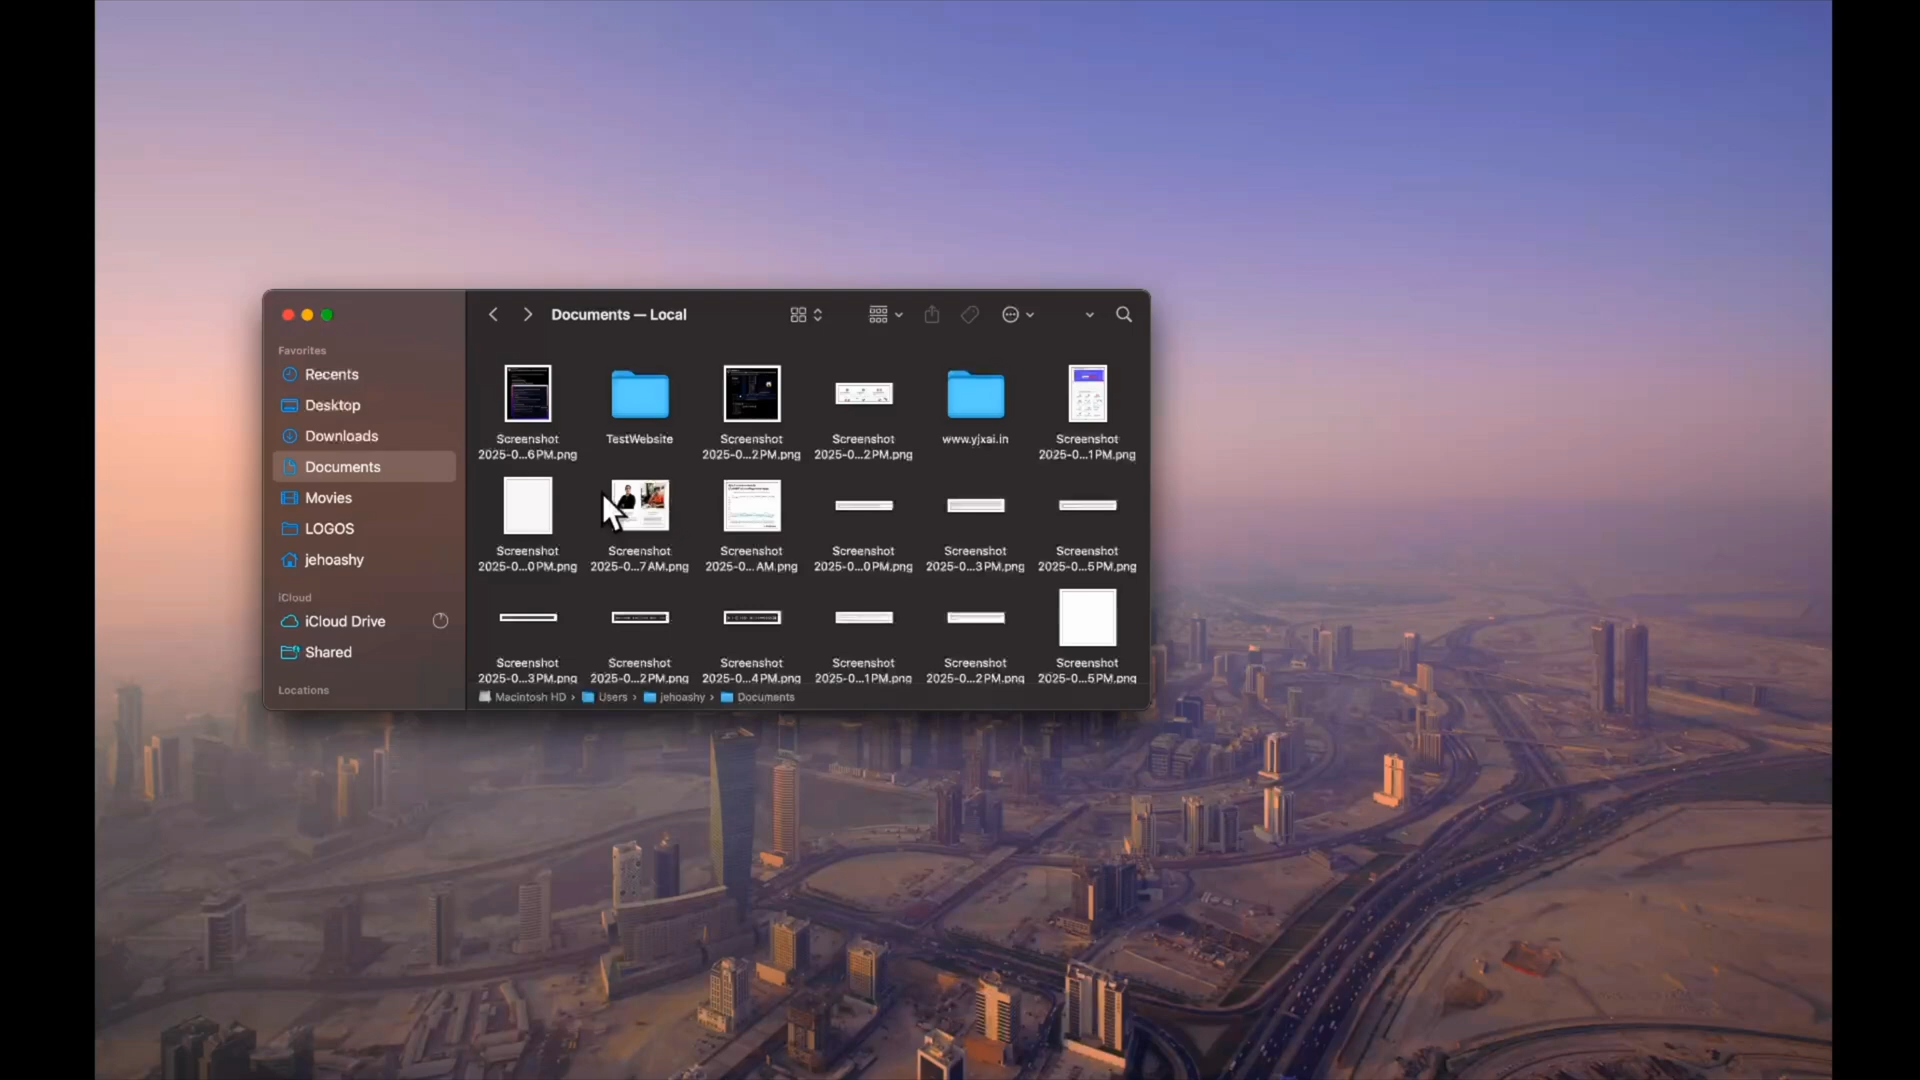 Documents — Local
Favorites
Recents
Desktop
Downloads
Documents
Movies
LOGOS
jehoashy
iCloud
iCloud Drive
Shared
Locations
Screenshot
2025-0...6PM.png
TestWebsite
Screenshot
2025-0...2PM.png
Screenshot
2025-0...2PM.png
www.yjxai.in
Screenshot
2025-0...1PM.png
Screenshot
2025-0...0PM.png
Screenshot
2025-0...7AM.png
Screenshot
2025-0... AM.png
Screenshot
2025-0...0PM.png
Screenshot
2025-0...3PM.png
Screenshot
2025-0...5PM.png
Screenshot
2025-0...3PM.png
Screenshot
2025-0...2PM.png
Screenshot
2025-0...4PM.png
Screenshot
2025-0...1PM.png
Screenshot
2025-0...2PM.png
Screenshot
2025-0...5PM.png
Macintosh HD › Users › jehoashy › Documents